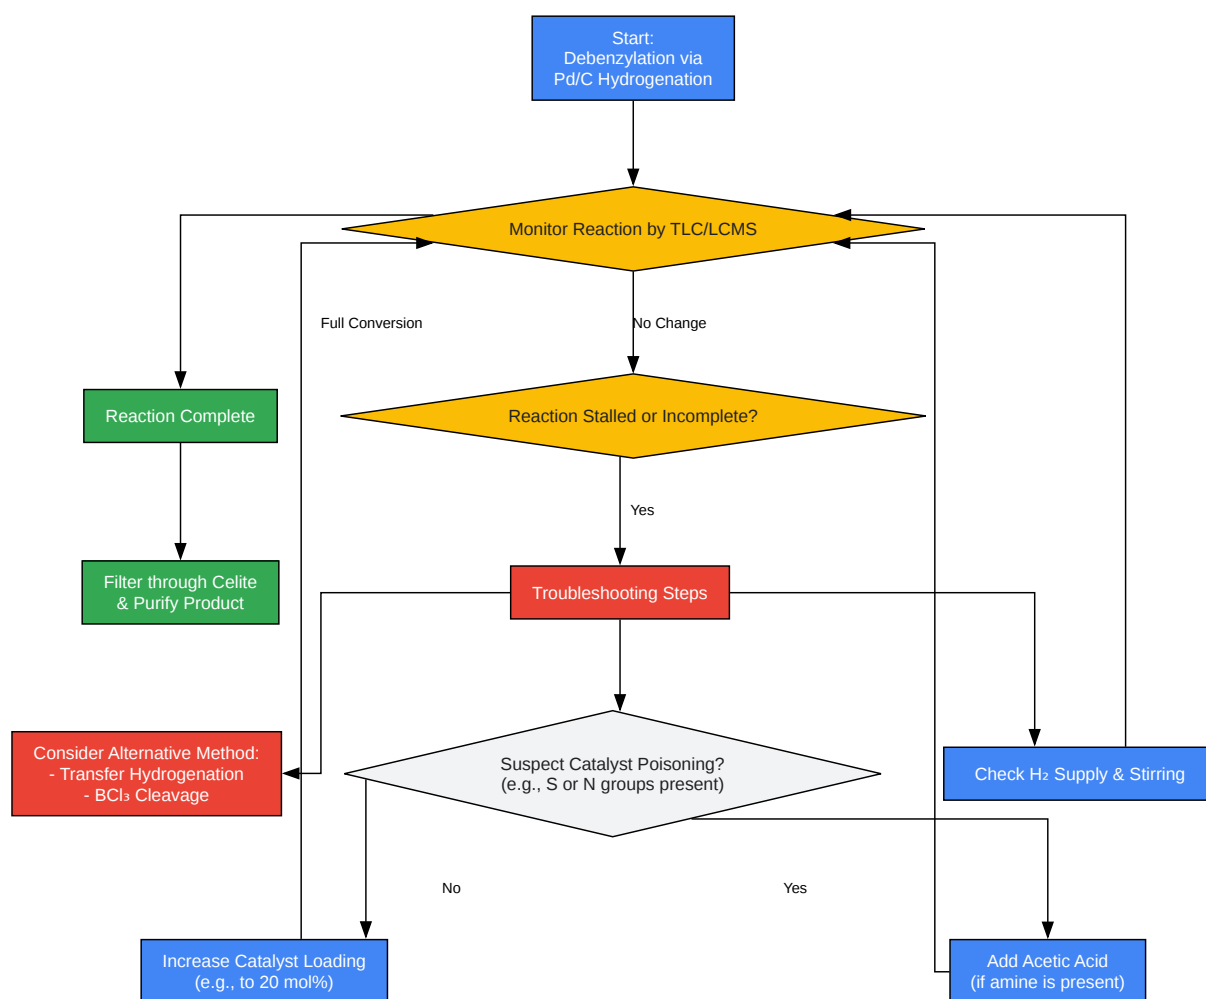 Start:
Debenzylation via
Pd/C Hydrogenation
Monitor Reaction by TLC/LCMS
Full Conversion
No Change
Reaction Complete
Reaction Stalled or Incomplete?
Yes
Filter through Celite
& Purify Product
Troubleshooting Steps
Consider Alternative Method:
- Transfer Hydrogenation
- BCl₃ Cleavage
Suspect Catalyst Poisoning?
(e.g., S or N groups present)
Check H₂ Supply & Stirring
No
Yes
Increase Catalyst Loading
(e.g., to 20 mol%)
Add Acetic Acid
(if amine is present)